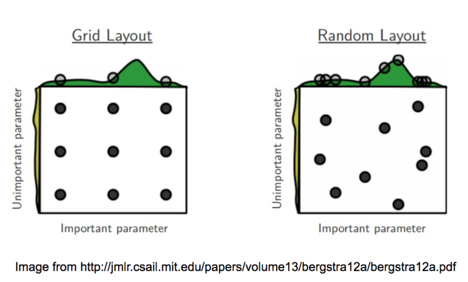 Grid Layout
Random Layout
Unimportant parameter
Important parameter
Unimportant parameter
Important parameter
Image from http://jmlr.csail.mit.edu/papers/volume13/bergstra12a/bergstra12a.pdf